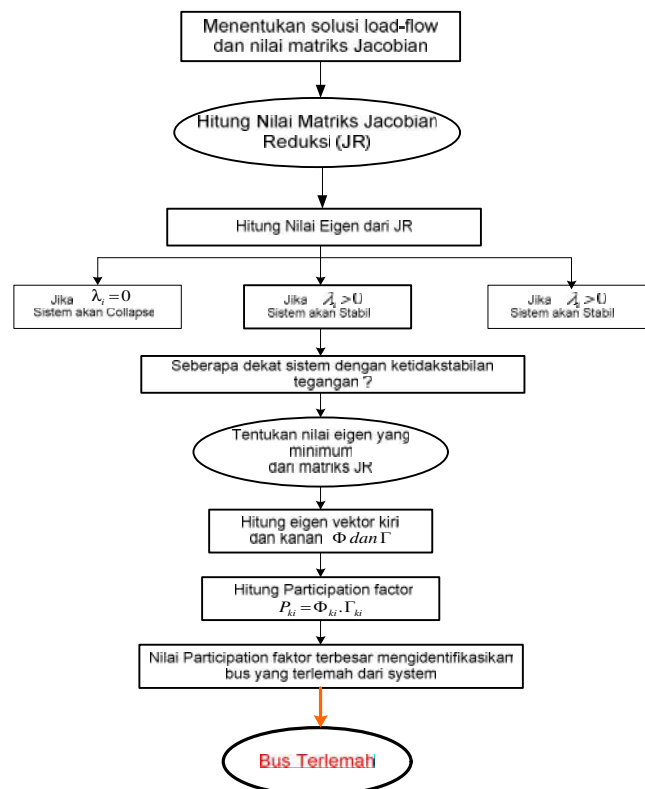 Menentukan solusi load-flow
dan nilai matriks Jacobian
Hitung Nilai Matriks Jacobian
Reduksi (JR)
Hitung Nilai Eigen dari JR
Jika λᵢ = 0
Sistem akan Collapse
Jika λᵢ > 0
Sistem akan Stabil
Jika λᵢ > 0
Sistem akan Stabil
Seberapa dekat sistem dengan ketidakstabilan
tegangan ?
Tentukan nilai eigen yang
minimum
dari matriks JR
Hitung eigen vektor kiri
dan kanan Φ dan Γ
Hitung Participation factor
Pₖᵢ = Φₖᵢ.Γₖᵢ
Nilai Participation faktor terbesar mengidentifikasikan
bus yang terlemah dari system
Bus Terlemah